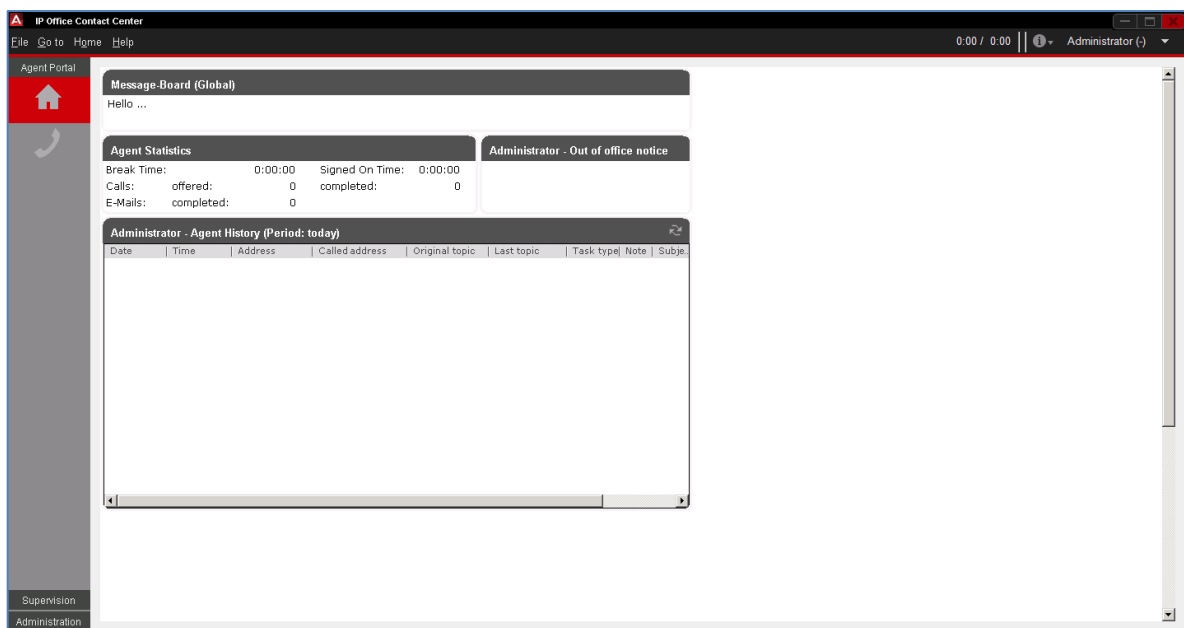 IP Office Contact Center
File Go to Home Help 0:00 / 0:00 Administrator (-)
Agent Portal
Message-Board (Global)
Hello ...
Agent Statistics
Break Time: 0:00:00 Signed On Time: 0:00:00
Calls: offered: 0 completed: 0
E-Mails: completed: 0
Administrator - Out of office notice
Administrator - Agent History (Period: today)
Date Time Address Called address Original topic Last topic Task type Note Subje..
Supervision
Administration